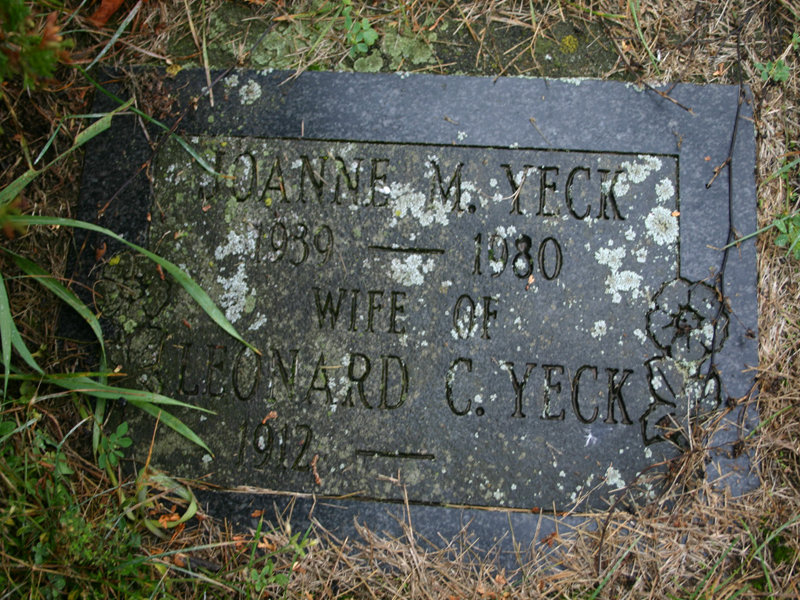 JOANNE M. YECK
1939 — 1980
WIFE OF
LEONARD C. YECK
1912 —